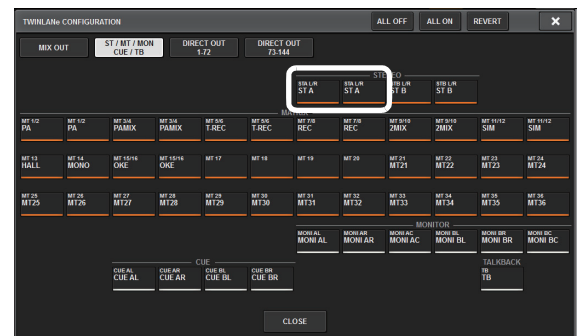 TWINLANe CONFIGURATION ALL OFF ALL ON REVERT ×
MIX OUT ST / MT / MON CUE / TB DIRECT OUT 1-72 DIRECT OUT 73-144
STEREO
STA L/R STA L/R STB L/R STB L/R
ST A ST A ST B ST B
MT 1/2 MT 1/2 MT 3/4 MT 3/4 MT 5/6 MT 5/6 MT 7/8 MT 7/8 MT 9/10 MT 9/10 MT 11/12 MT 11/12
PA PA PAMIX PAMIX T-REC T-REC REC REC 2MIX 2MIX SIM SIM
MT 13 MT 14 MT 15/16 MT 15/16 MT 17 MT 18 MT 19 MT 20 MT 21 MT 22 MT 23 MT 24
HALL MONO OKE OKE MT21 MT22 MT23 MT24
MT 25 MT 26 MT 27 MT 28 MT 29 MT 30 MT 31 MT 32 MT 33 MT 34 MT 35 MT 36
MT25 MT26 MT27 MT28 MT29 MT30 MT31 MT32 MT33 MT34 MT35 MT36
MONITOR
MONI AL MONI AR MONI AC MONI BL MONI BR MONI BC
MONI AL MONI AR MONI AC MONI BL MONI BR MONI BC
CUE TALKBACK
CUE AL CUE AR CUE BL CUE BR TB
CUE AL CUE AR CUE BL CUE BR TB
CLOSE